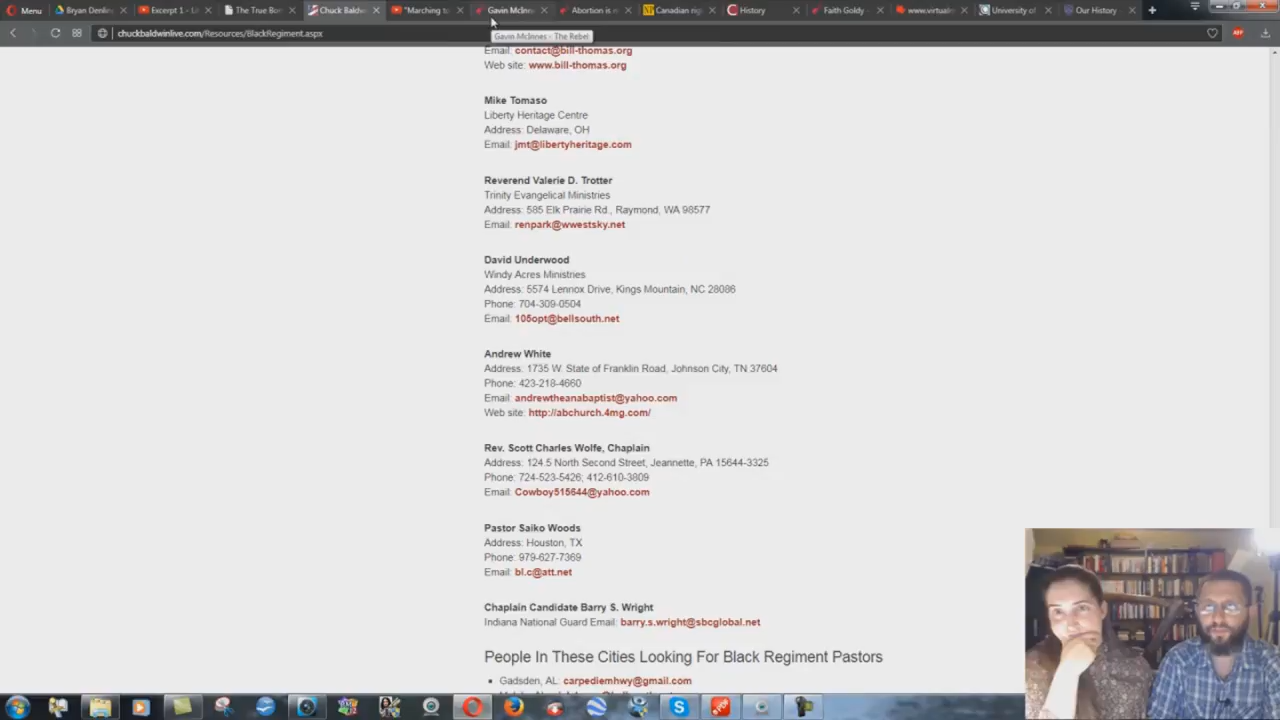 Menu
Bryan Denlin
Excerpt 1 - Li
The True Bon
Chuck Baldw
"Marching to
Gavin McInn
Abortion is n
Canadian rig
History
Faith Goldy
www.virtualm
University of
Our History
chuckbaldwinlive.com/Resources/BlackRegiment.aspx
ABP
Gavin McInnes - The Rebel
Email: contact@bill-thomas.org
Web site: www.bill-thomas.org
Mike Tomaso
Liberty Heritage Centre
Address: Delaware, OH
Email: jmt@libertyheritage.com
Reverend Valerie D. Trotter
Trinity Evangelical Ministries
Address: 585 Elk Prairie Rd., Raymond, WA 98577
Email: renpark@wwestsky.net
David Underwood
Windy Acres Ministries
Address: 5574 Lennox Drive, Kings Mountain, NC 28086
Phone: 704-309-0504
Email: 105opt@bellsouth.net
Andrew White
Address: 1735 W. State of Franklin Road, Johnson City, TN 37604
Phone: 423-218-4660
Email: andrewtheanabaptist@yahoo.com
Web site: http://abchurch.4mg.com/
Rev. Scott Charles Wolfe, Chaplain
Address: 124.5 North Second Street, Jeannette, PA 15644-3325
Phone: 724-523-5426; 412-610-3809
Email: Cowboy515644@yahoo.com
Pastor Saiko Woods
Address: Houston, TX
Phone: 979-627-7369
Email: bl.c@att.net
Chaplain Candidate Barry S. Wright
Indiana National Guard Email: barry.s.wright@sbcglobal.net
People In These Cities Looking For Black Regiment Pastors
Gadsden, AL: carpediemhwy@gmail.com